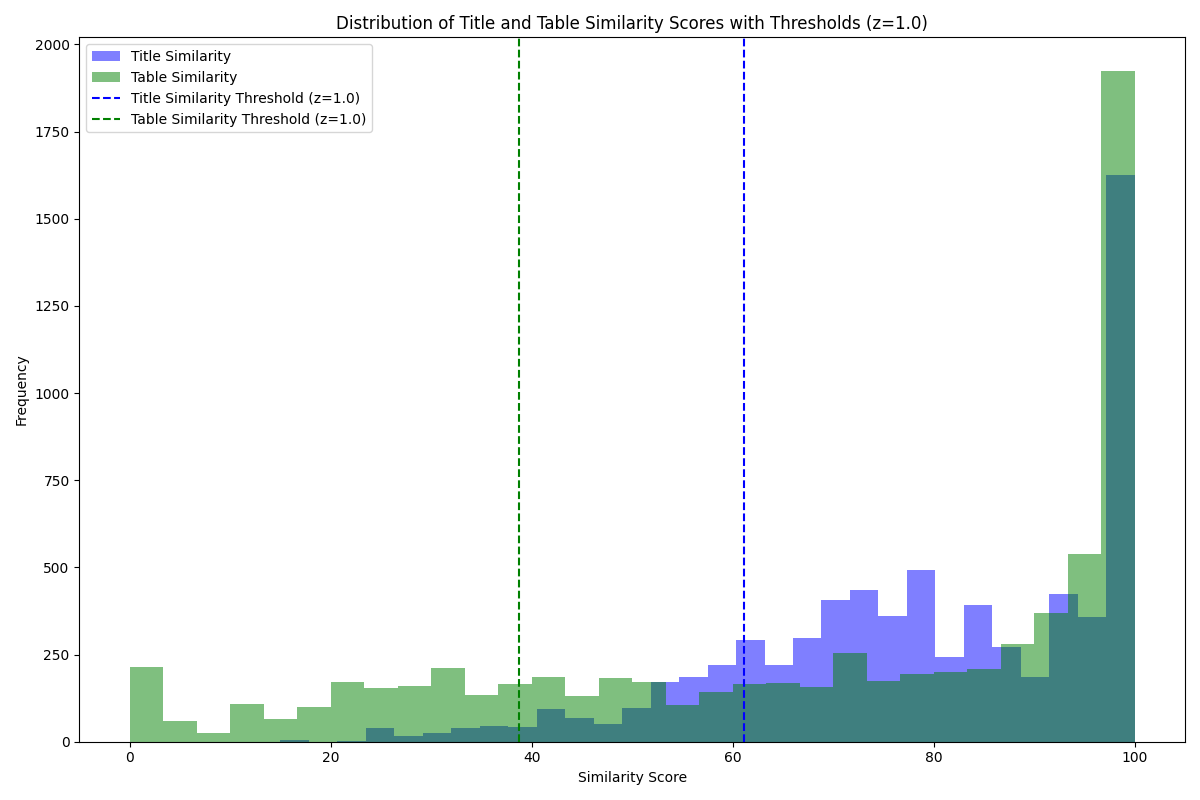 Distribution of Title and Table Similarity Scores with Thresholds (z=1.0)
Title Similarity
Table Similarity
Title Similarity Threshold (z=1.0)
Table Similarity Threshold (z=1.0)
2000
1750
1500
1250
1000
750
500
250
0
Frequency
0 20 40 60 80 100
Similarity Score